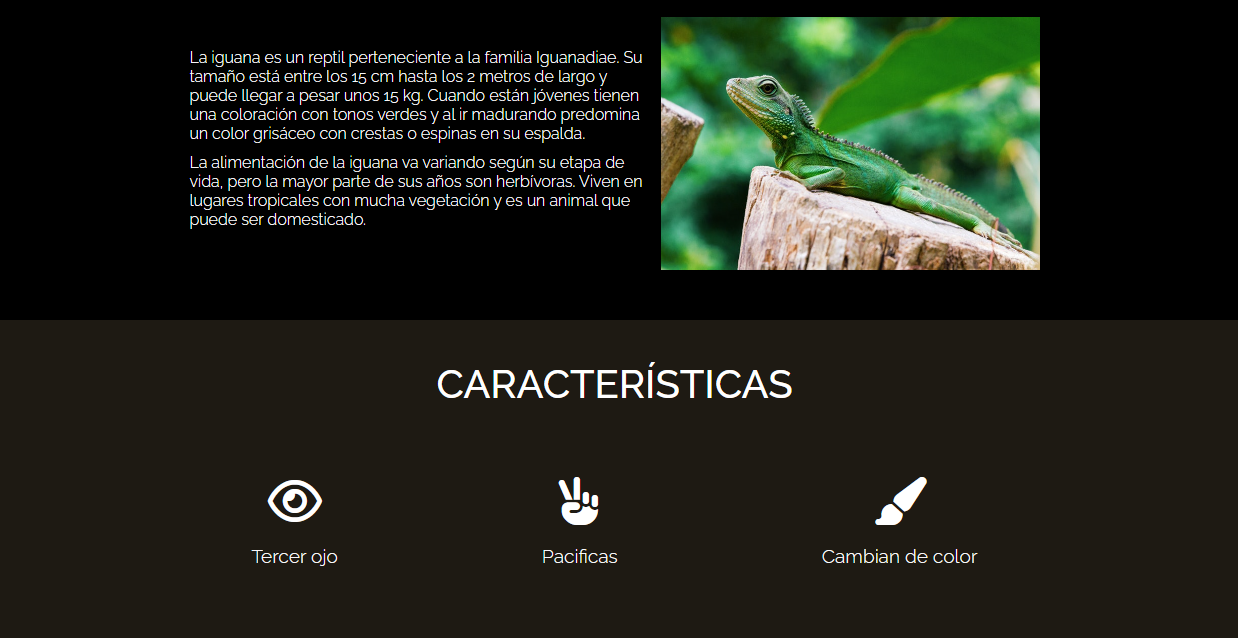 La iguana es un reptil perteneciente a la familia Iguanadiae. Su
tamaño está entre los 15 cm hasta los 2 metros de largo y
puede llegar a pesar unos 15 kg. Cuando están jóvenes tienen
una coloración con tonos verdes y al ir madurando predomina
un color grisáceo con crestas o espinas en su espalda.
La alimentación de la iguana va variando según su etapa de
vida, pero la mayor parte de sus años son herbívoras. Viven en
lugares tropicales con mucha vegetación y es un animal que
puede ser domesticado.
CARACTERÍSTICAS
Tercer ojo
Pacificas
Cambian de color